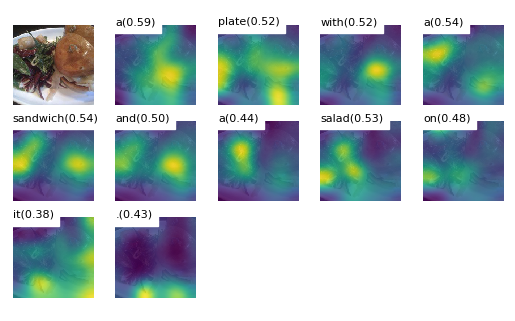 a(0.59) plate(0.52) with(0.52) a(0.54)
sandwich(0.54) and(0.50) a(0.44) salad(0.53) on(0.48)
it(0.38) .(0.43)